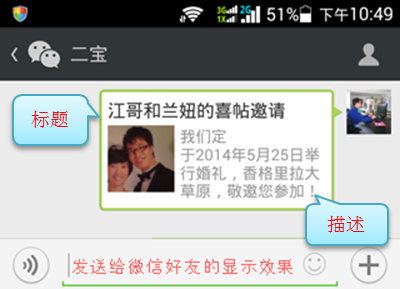 3G 1X 2G 51% 下午10:49
二宝
标题
江哥和兰妞的喜帖邀请
我们定
于2014年5月25日举
行婚礼，香格里拉大
草原，敬邀您参加！
描述
发送给微信好友的显示效果